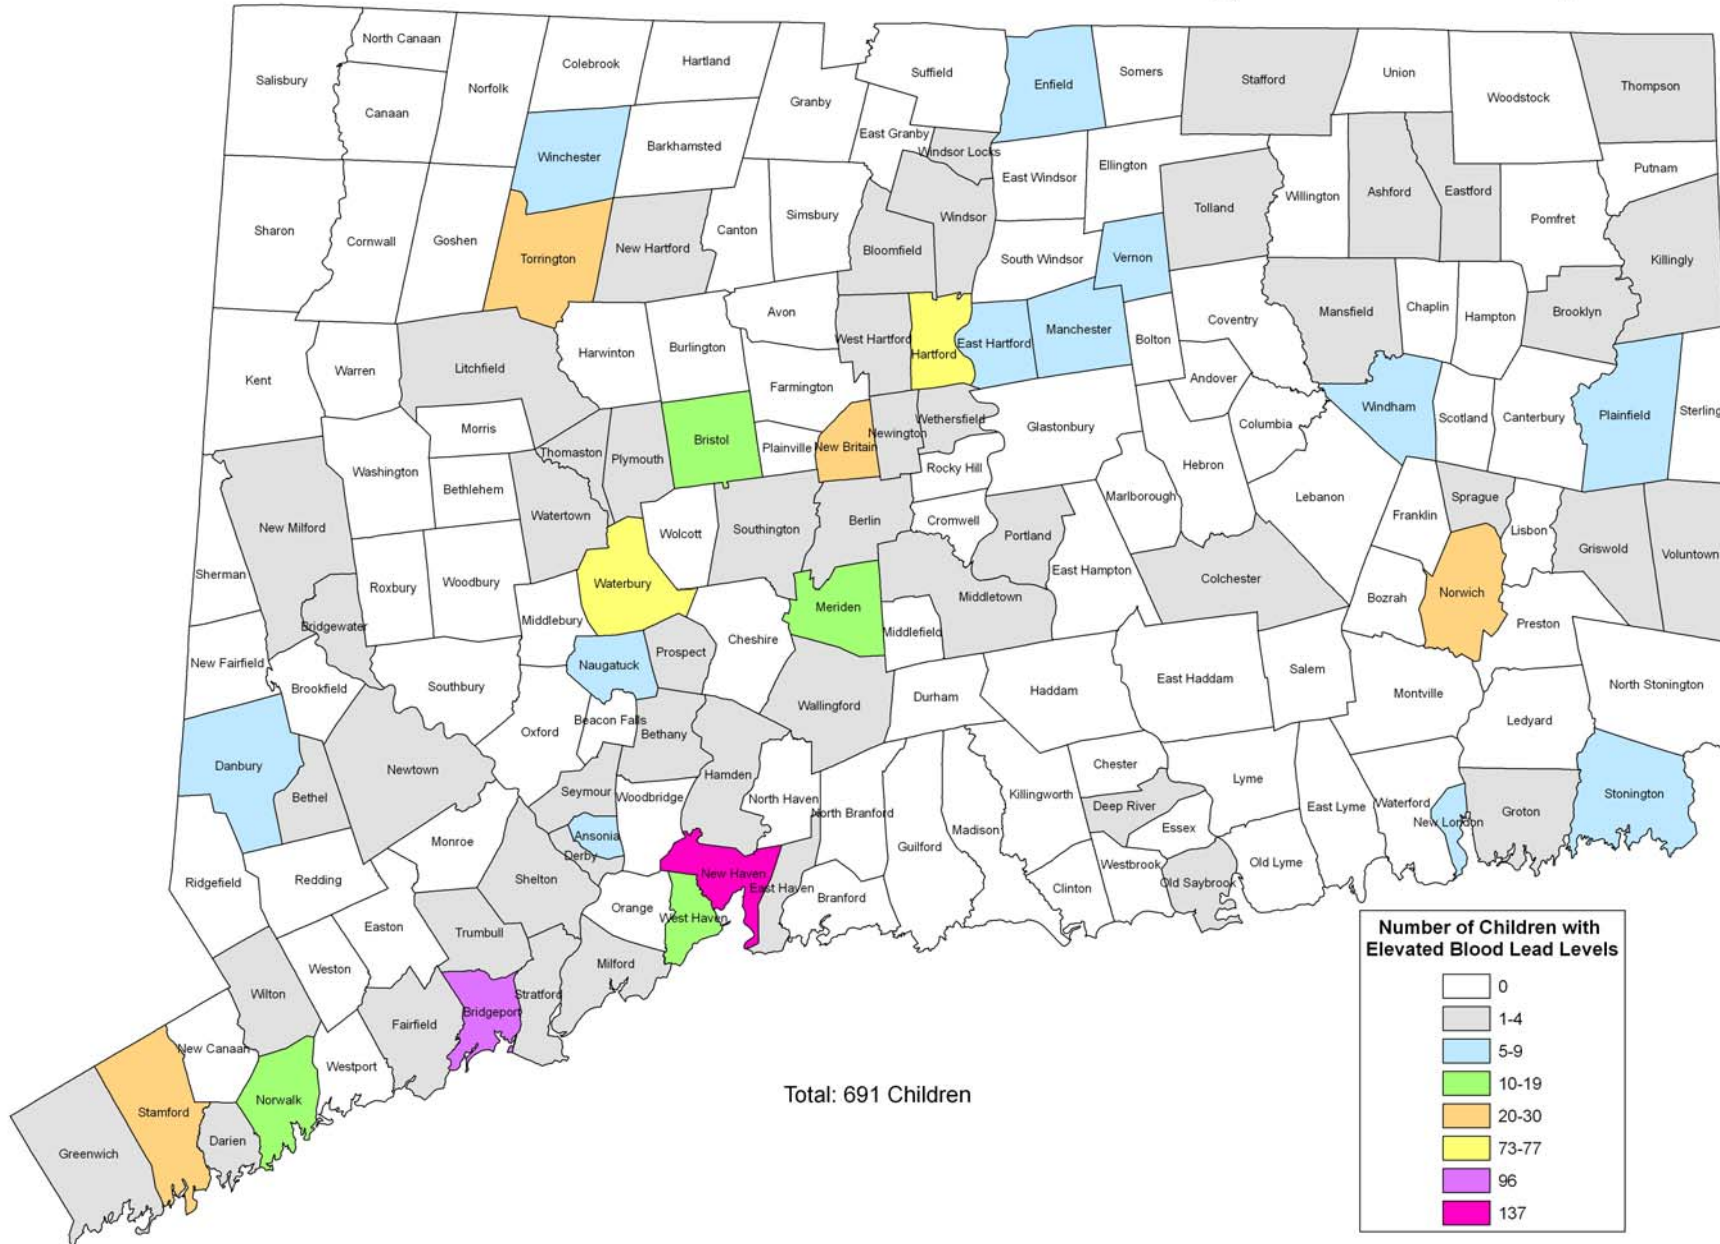 North Canaan
Colebrook
Hartland
Salisbury
Norfolk
Canaan
Granby
Suffield
Enfield
Somers
Stafford
Union
Woodstock
Thompson
East Granby
Windsor Locks
Winchester
Barkhamsted
East Windsor
Ellington
Willington
Ashford
Eastford
Putnam
Pomfret
Sharon
Cornwall
Goshen
Torrington
New Hartford
Canton
Simsbury
Bloomfield
Windsor
South Windsor
Vernon
Tolland
Killingly
Mansfield
Chaplin
Hampton
Brooklyn
Avon
West Hartford
Hartford
East Hartford
Manchester
Bolton
Coventry
Andover
Kent
Warren
Litchfield
Harwinton
Burlington
Farmington
Windham
Scotland
Canterbury
Plainfield
Sterling
Morris
Washington
Bethlehem
Thomaston
Plymouth
Bristol
Plainville
New Britain
Newington
Wethersfield
Rocky Hill
Glastonbury
Columbia
Hebron
Marlborough
Lebanon
Franklin
Sprague
Lisbon
Griswold
Voluntown
New Milford
Watertown
Wolcott
Southington
Berlin
Cromwell
Portland
East Hampton
Colchester
Bozrah
Norwich
Preston
Sherman
Roxbury
Woodbury
Waterbury
Middlebury
Cheshire
Meriden
Middlefield
Middletown
Bridgewater
New Fairfield
Brookfield
Southbury
Naugatuck
Prospect
Wallingford
Durham
Haddam
East Haddam
Salem
Montville
Ledyard
North Stonington
Danbury
Bethel
Newtown
Oxford
Beacon Falls
Bethany
Hamden
Seymour
Woodbridge
North Haven
North Branford
Guilford
Madison
Killingworth
Chester
Deep River
Essex
Lyme
East Lyme
Waterford
New London
Groton
Stonington
Ridgefield
Redding
Monroe
Shelton
Derby
Ansonia
New Haven
East Haven
Branford
Clinton
Westbrook
Old Saybrook
Old Lyme
Orange
West Haven
Easton
Trumbull
Milford
Weston
Wilton
Fairfield
Bridgeport
Stratford
New Canaan
Westport
Norwalk
Stamford
Darien
Greenwich
Total: 691 Children
Number of Children with
Elevated Blood Lead Levels
0
1-4
5-9
10-19
20-30
73-77
96
137